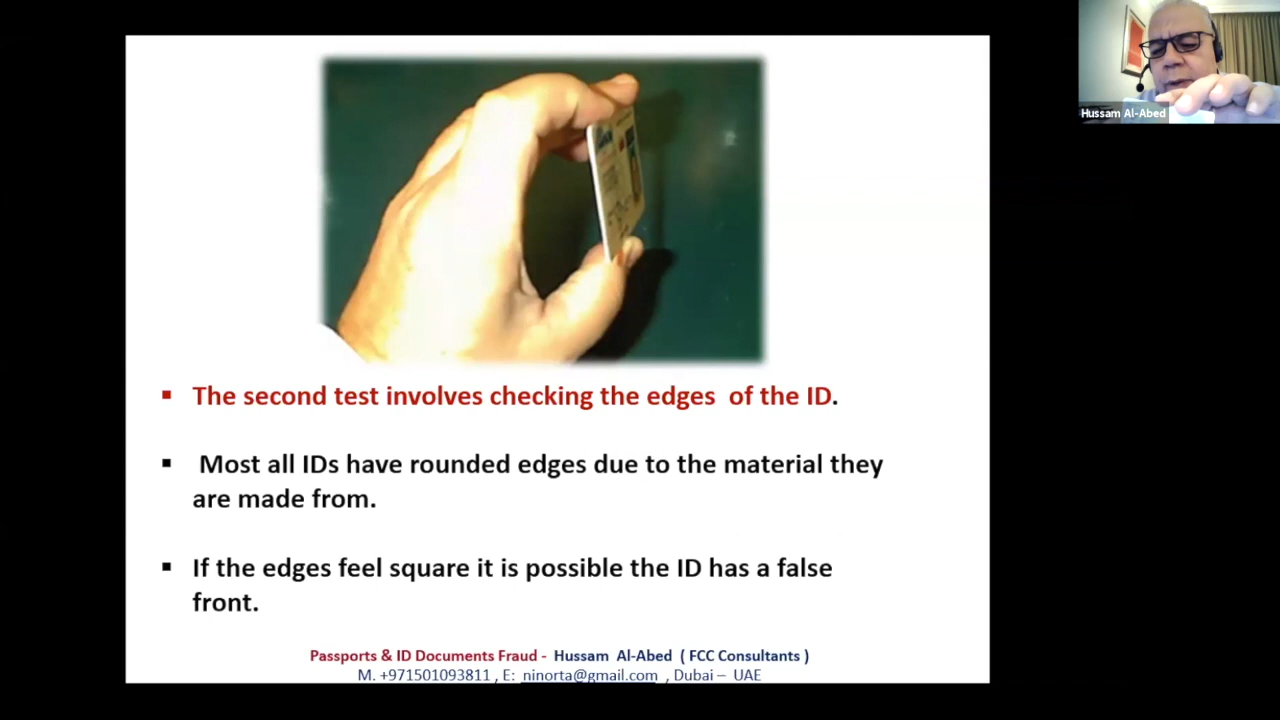 Hussam Al-Abed
The second test involves checking the edges of the ID.
Most all IDs have rounded edges due to the material they
are made from.
If the edges feel square it is possible the ID has a false
front.
Passports & ID Documents Fraud - Hussam Al-Abed ( FCC Consultants )
M. +971501093811 , E: ninorta@gmail.com , Dubai – UAE